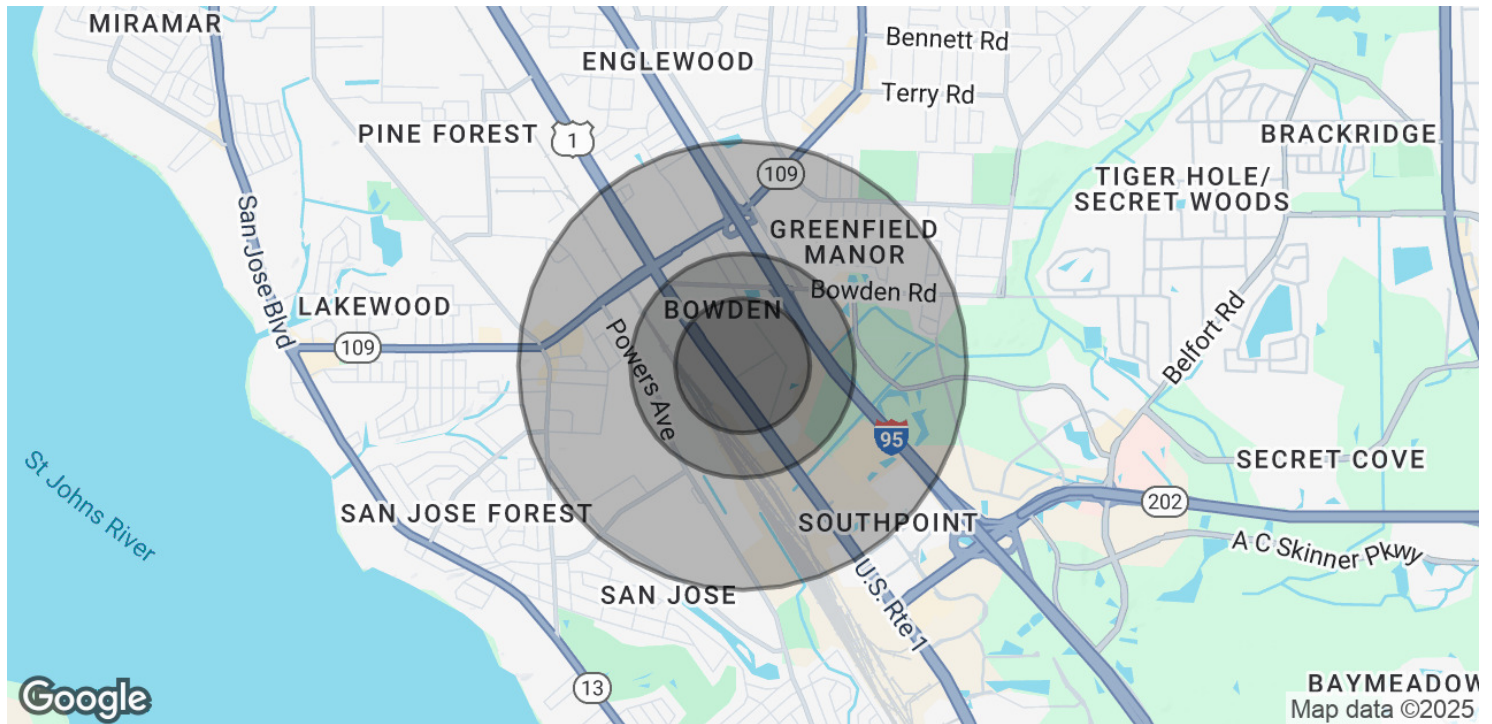 MIRAMAR
ENGLEWOOD
Bennett Rd
Terry Rd
PINE FOREST
1
BRACKRIDGE
109
TIGER HOLE/
SECRET WOODS
San Jose Blvd
GREENFIELD
MANOR
Bowden Rd
LAKEWOOD
BOWDEN
109
Powers Ave
Belfort Rd
95
SECRET COVE
St Johns River
SAN JOSE FOREST
SOUTHPOINT
202
A C Skinner Pkwy
SAN JOSE
U.S. Rte 1
13
BAYMEADOW
Google
Map data ©2025